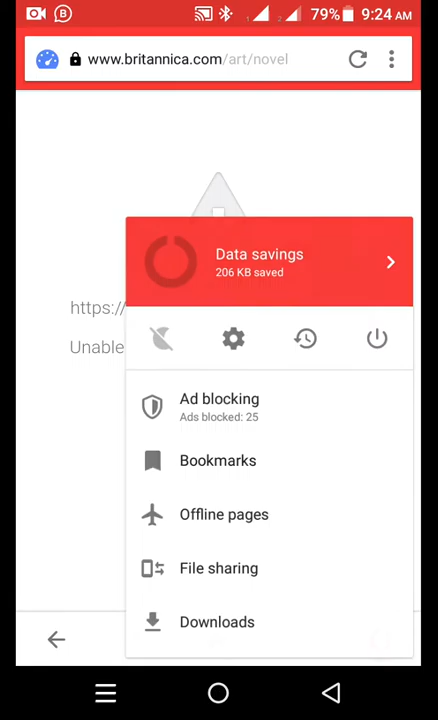 79% 9:24 AM
www.britannica.com/art/novel
Data savings
206 KB saved
https://
Unable
Ad blocking
Ads blocked: 25
Bookmarks
Offline pages
File sharing
Downloads